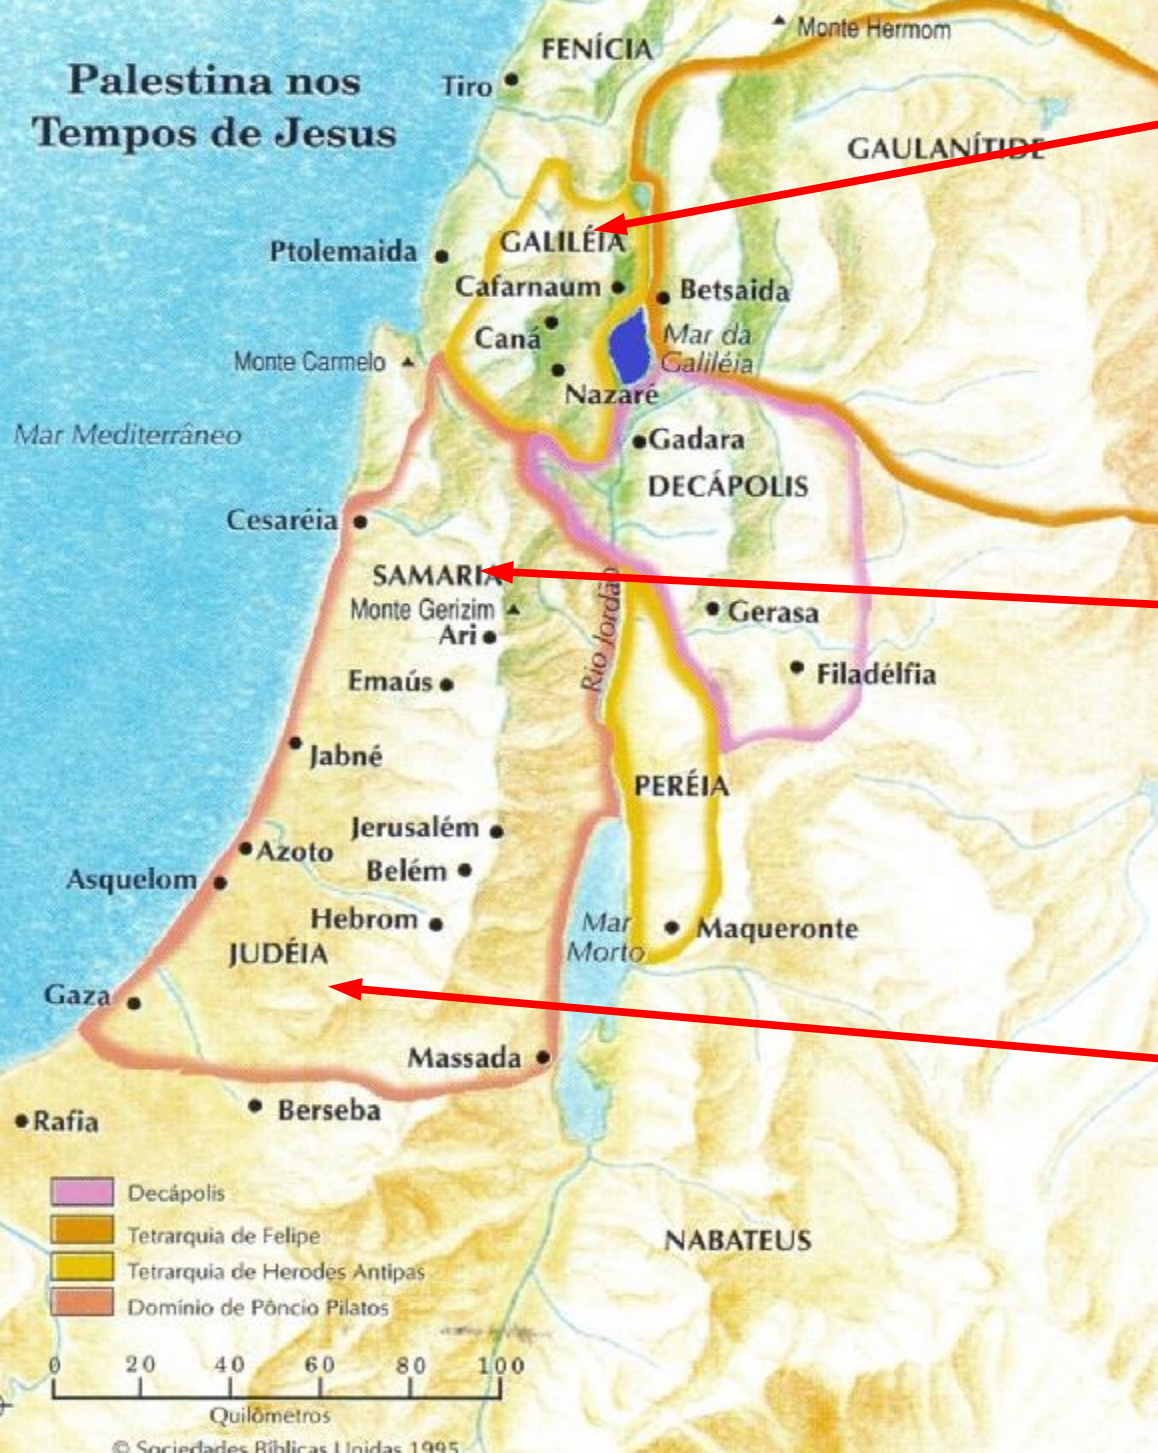 Palestina nos
Tempos de Jesus
FENÍCIA
Monte Hermom
Tiro
GAULANÍTIDE
Ptolemaida
GALILÉIA
Cafarnaum
Betsaida
Caná
Mar da
Galiléia
Monte Carmelo
Nazaré
Mar Mediterrâneo
Gadara
DECÁPOLIS
Cesaréia
SAMARIA
Monte Gerizim
Ari
Rio Jordão
Gerasa
Emaús
Filadélfia
Jabné
PERÉIA
Jerusalém
Azoto
Belém
Asquelom
Hebrom
Mar
Morto
Maqueronte
JUDÉIA
Gaza
Massada
Berseba
Rafia
Decápolis
Tetrarquia de Felipe
Tetrarquia de Herodes Antipas
Domínio de Pôncio Pilatos
NABATEUS
0 20 40 60 80 100
Quilômetros
© Sociedades Bíblicas Unidas 1995